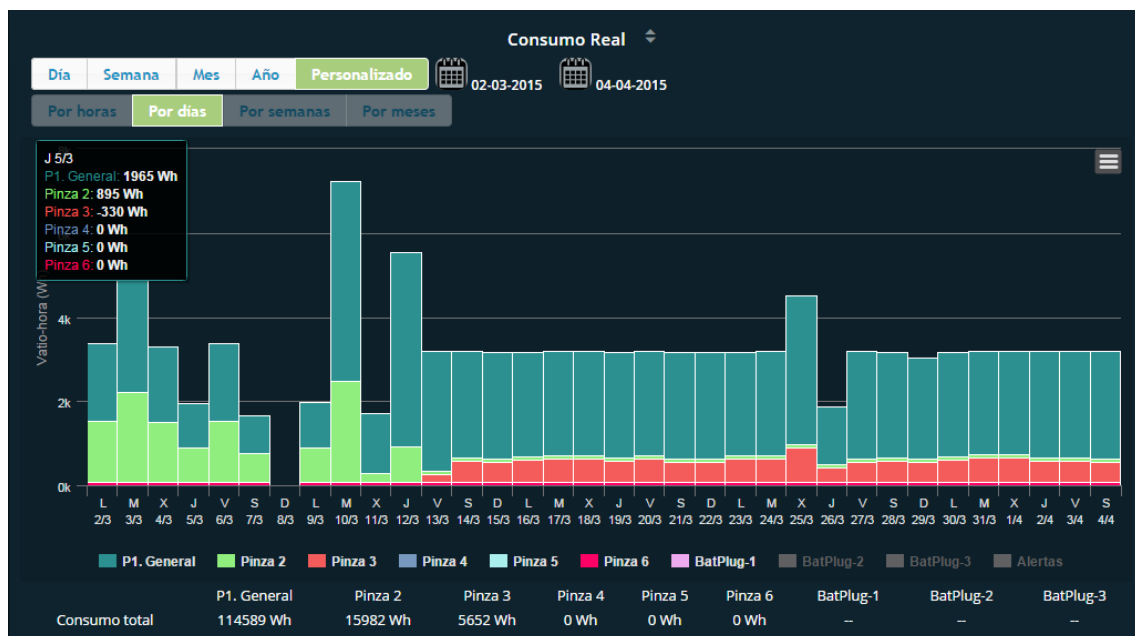 Consumo Real
Día Semana Mes Año Personalizado 02-03-2015 04-04-2015
Por horas Por días Por semanas Por meses
J 5/3
P1. General: 1965 Wh
Pinza 2: 895 Wh
Pinza 3: -330 Wh
Pinza 4: 0 Wh
Pinza 5: 0 Wh
Pinza 6: 0 Wh
Vatio-hora
4k
2k
0k
L M X J V S D L M X J V S D L M X J V S D L M X J V S D L M X J V S
2/3 3/3 4/3 5/3 6/3 7/3 8/3 9/3 10/3 11/3 12/3 13/3 14/3 15/3 16/3 17/3 18/3 19/3 20/3 21/3 22/3 23/3 24/3 25/3 26/3 27/3 28/3 29/3 30/3 31/3 1/4 2/4 3/4 4/4
P1. General Pinza 2 Pinza 3 Pinza 4 Pinza 5 Pinza 6 BatPlug-1 BatPlug-2 BatPlug-3 Alertas
P1. General Pinza 2 Pinza 3 Pinza 4 Pinza 5 Pinza 6 BatPlug-1 BatPlug-2 BatPlug-3
Consumo total 114589 Wh 15982 Wh 5652 Wh 0 Wh 0 Wh 0 Wh -- -- --